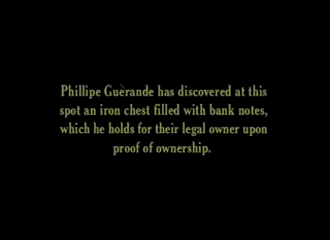 Phillipe Guèrande has discovered at this
spot an iron chest filled with bank notes,
which he holds for their legal owner upon
proof of ownership.